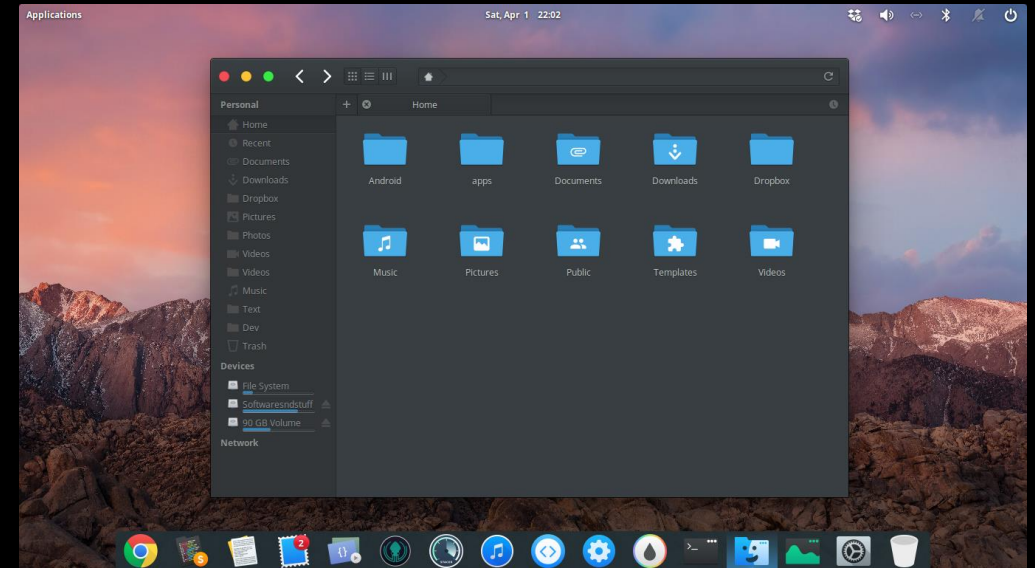 Applications
Sat, Apr 1 22:02
Personal
Home
Home
Recent
Documents
Downloads
Dropbox
Pictures
Photos
Videos
Videos
Music
Text
Dev
Trash
Devices
File System
Softwaresndstuff
90 GB Volume
Network
Android
apps
Documents
Downloads
Dropbox
Music
Pictures
Public
Templates
Videos
S
2
{}
>_